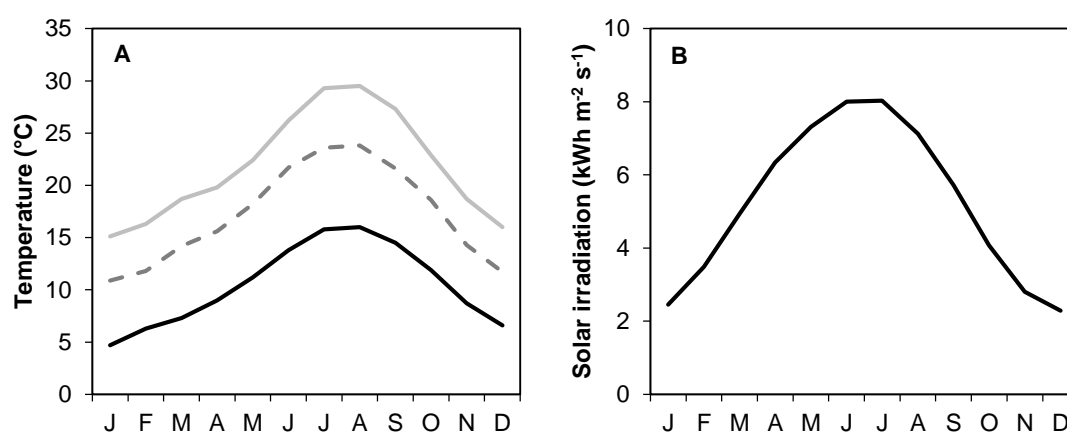 A
Temperature (°C)
35
30
25
20
15
10
5
0
J F M A M J J A S O N D
B
Solar irradiation (kWh m-2 s-1)
10
8
6
4
2
0
J F M A M J J A S O N D